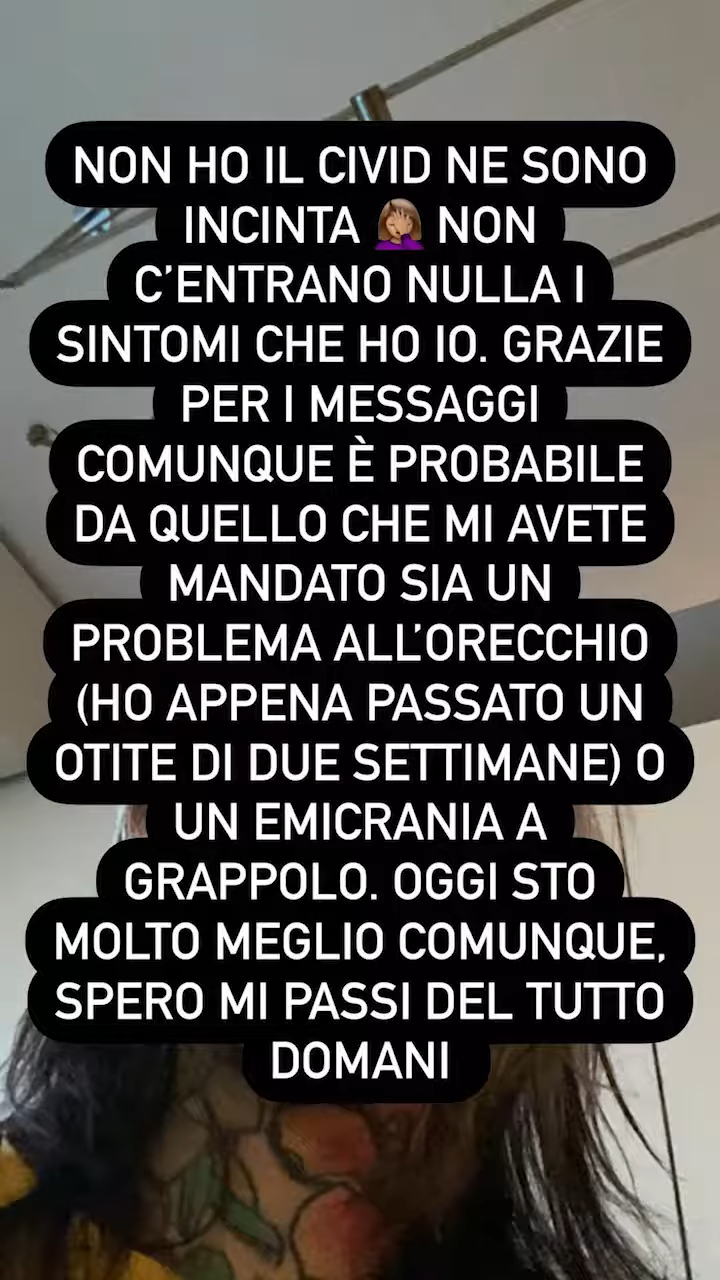 NON HO IL CIVID NE SONO
INCINTA 🤦🏽‍♀️ NON
C'ENTRANO NULLA I
SINTOMI CHE HO IO. GRAZIE
PER I MESSAGGI
COMUNQUE È PROBABILE
DA QUELLO CHE MI AVETE
MANDATO SIA UN
PROBLEMA ALL'ORECCHIO
(HO APPENA PASSATO UN
OTITE DI DUE SETTIMANE) O
UN EMICRANIA A
GRAPPOLO. OGGI STO
MOLTO MEGLIO COMUNQUE,
SPERO MI PASSI DEL TUTTO
DOMANI